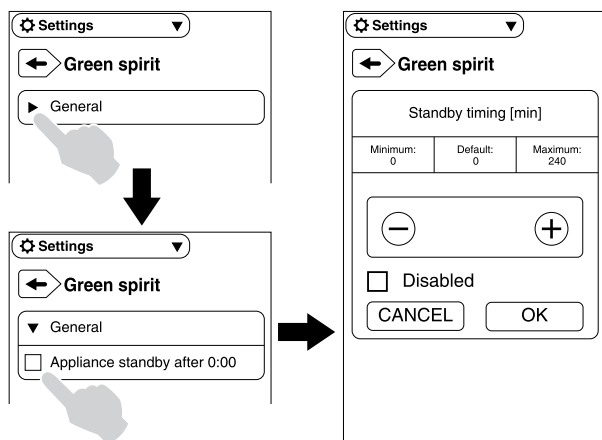 Settings
Green spirit
General
Settings
Green spirit
General
Appliance standby after 0:00
Settings
Green spirit
Standby timing [min]
Minimum:
0
Default:
0
Maximum:
240
Disabled
CANCEL
OK